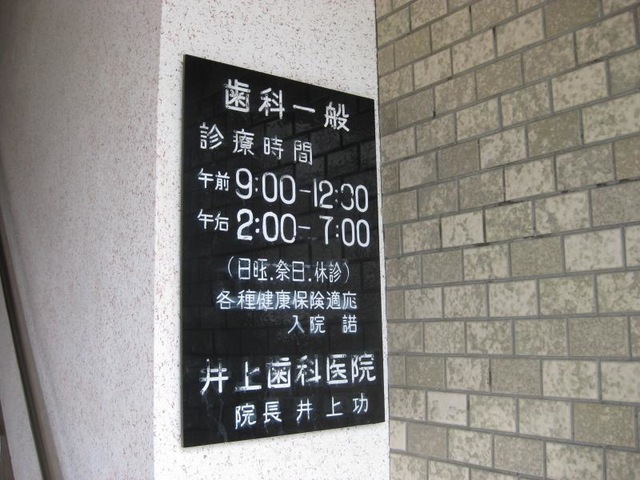 歯科一般
診療時間
午前 9:00-12:00
午后 2:00-7:00
(日曜.祭日.休診)
各種健康保険適応
入院 諾
井上歯科医院
院長 井上功